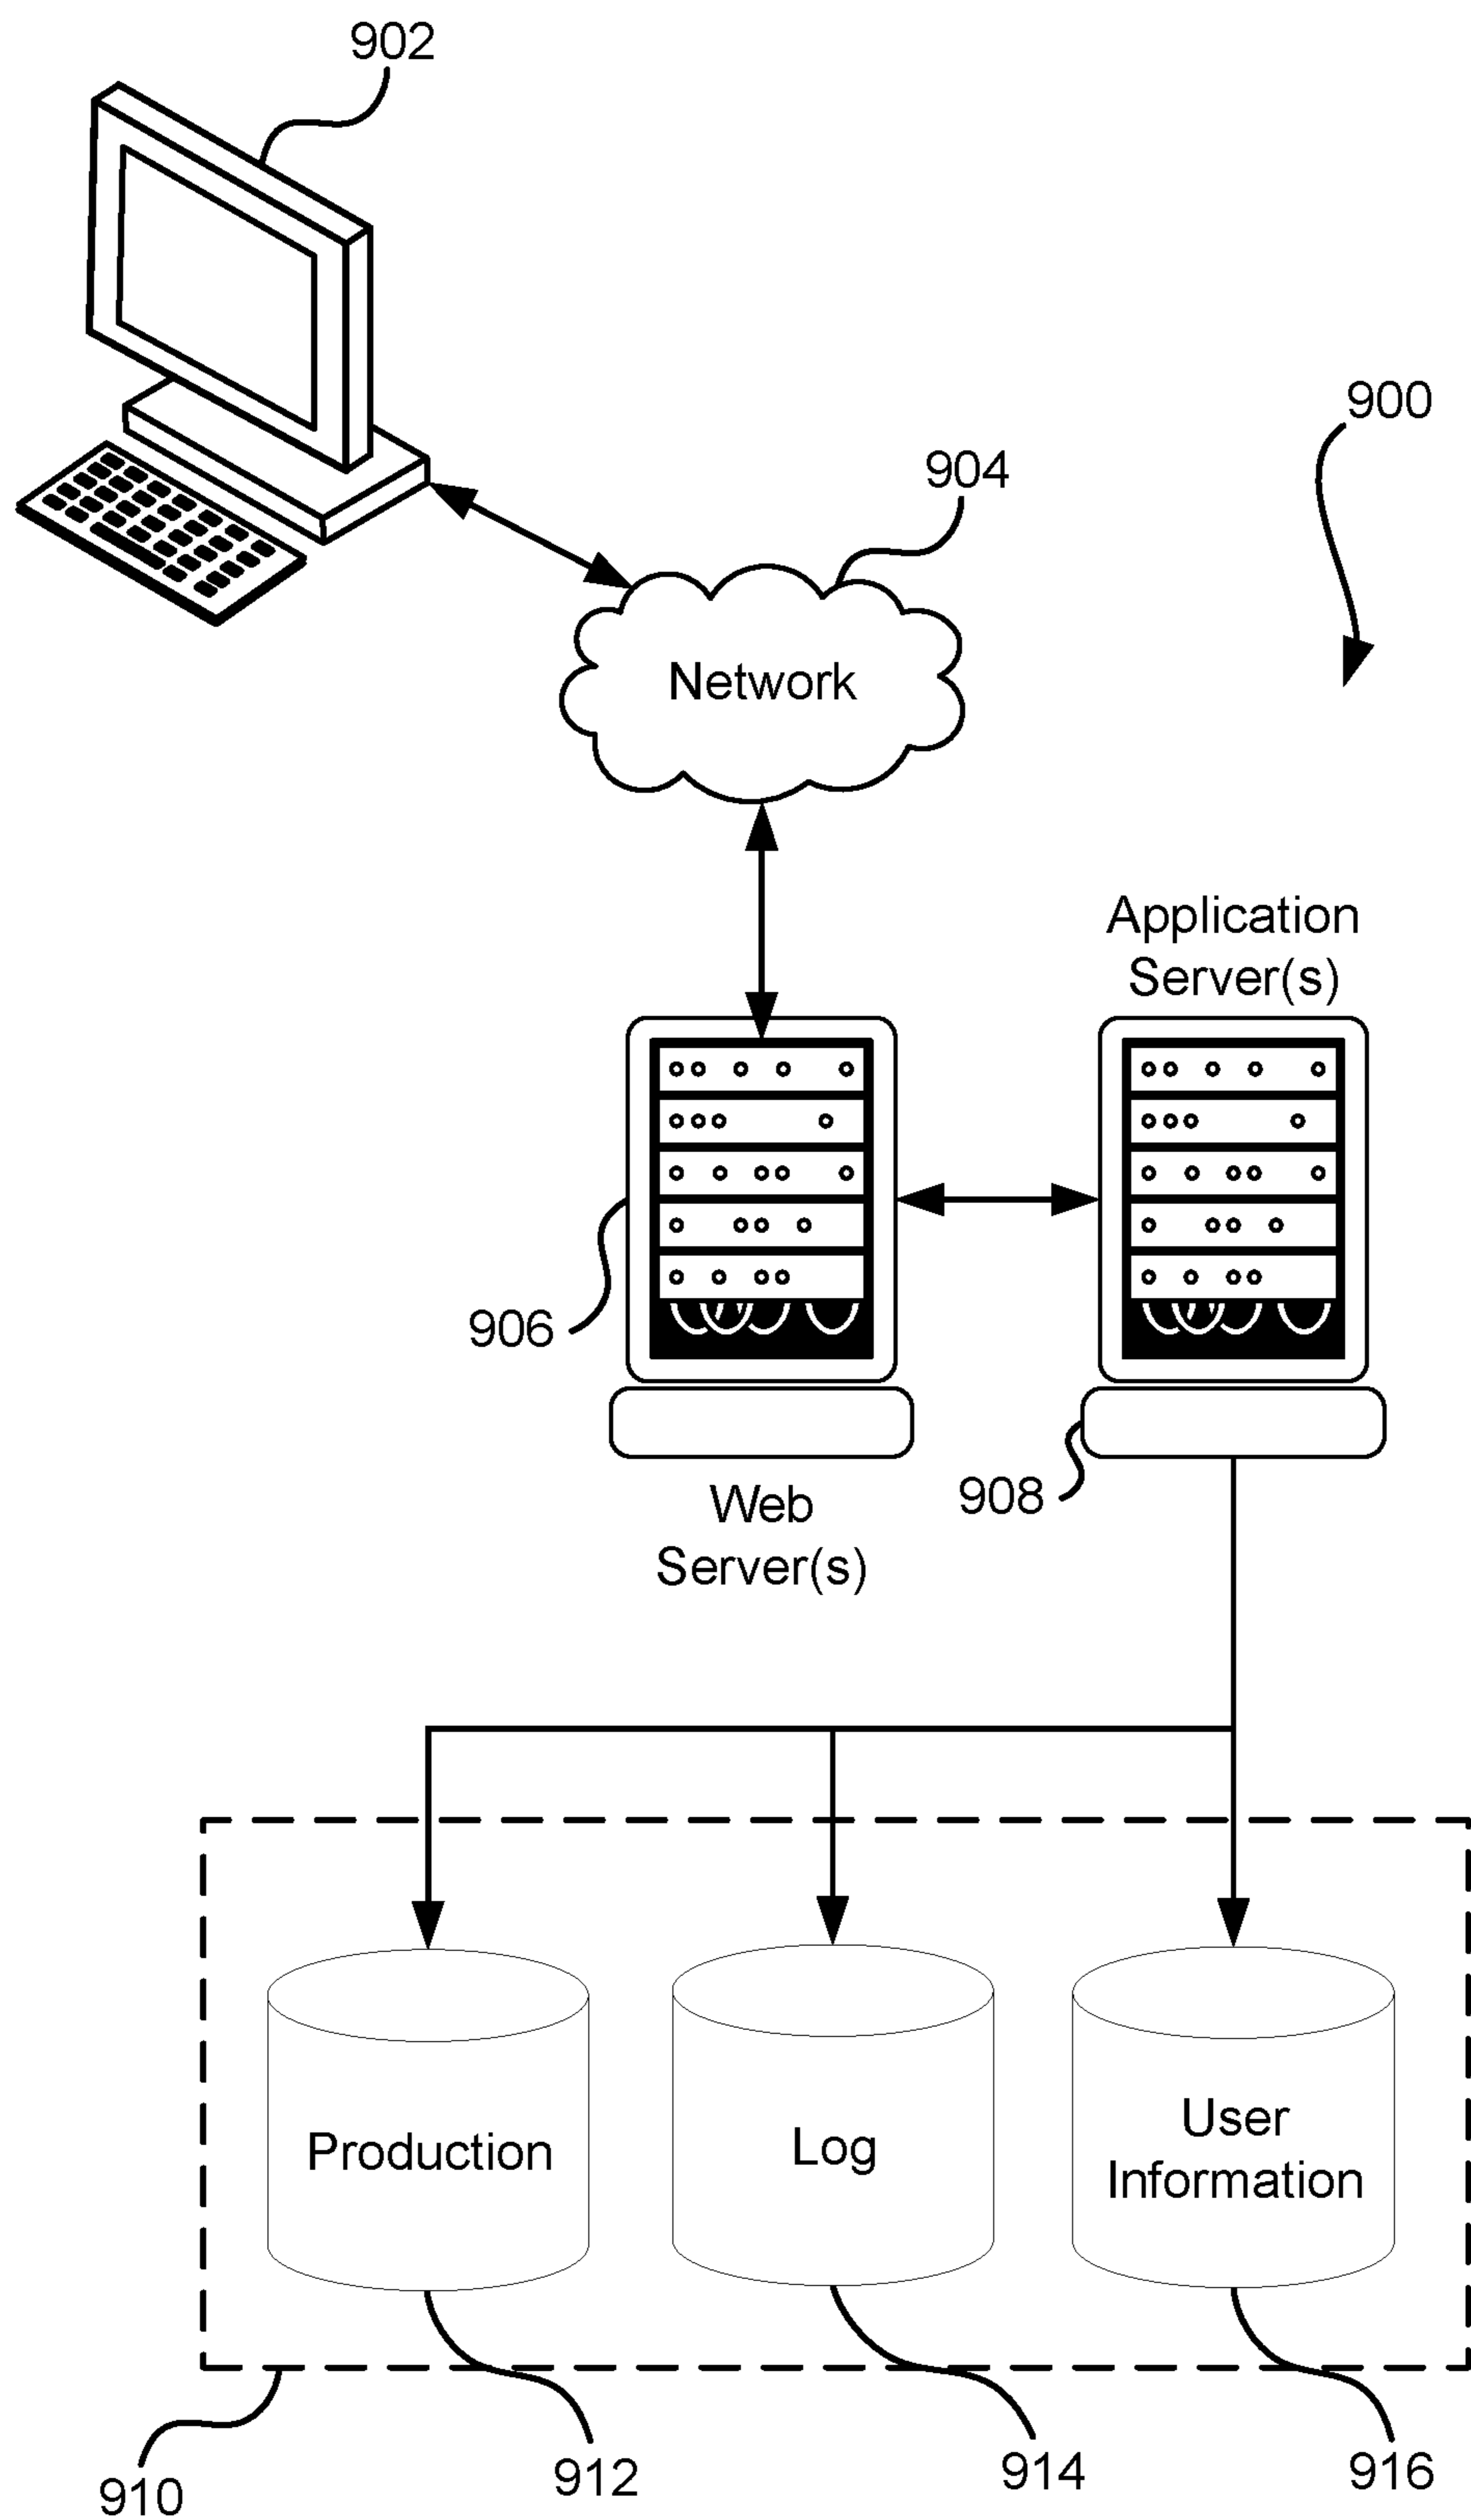 902
900
904
Network
Application
Server(s)
906
908
Web
Server(s)
Production
Log
User
Information
910
912
914
916